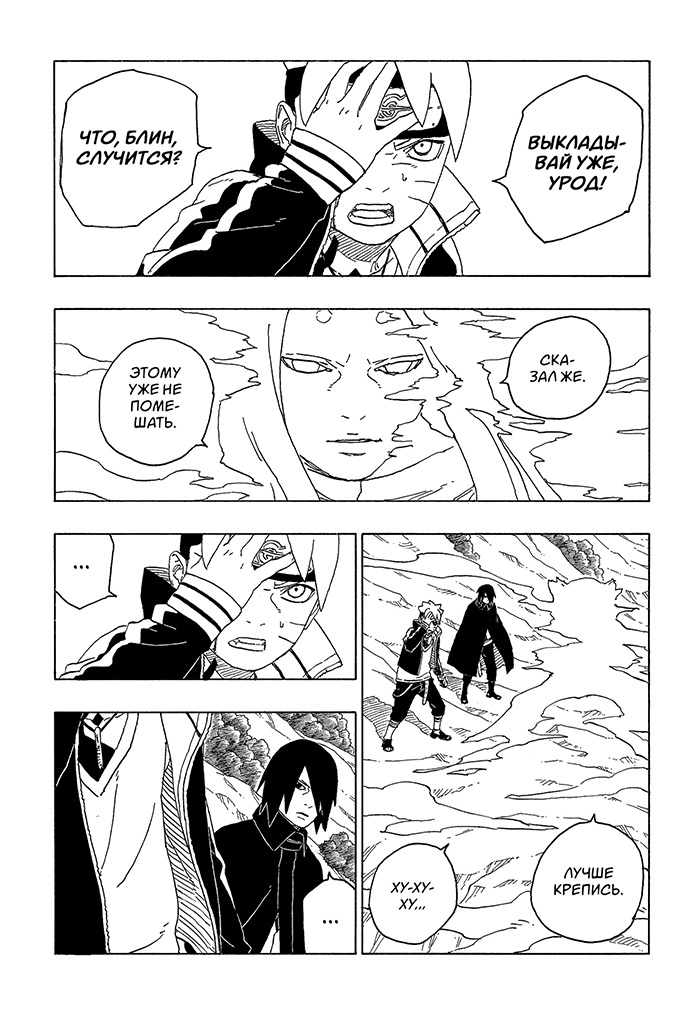 ВЫКЛАДЫ-
ВАЙ УЖЕ,
УРОД!
ЧТО, БЛИН,
СЛУЧИТСЯ?
СКА-
ЗАЛ ЖЕ.
ЭТОМУ
УЖЕ НЕ
ПОМЕ-
ШАТЬ.
ЛУЧШЕ
КРЕПИСЬ.
ХУ-ХУ-
ХУ...
...
...